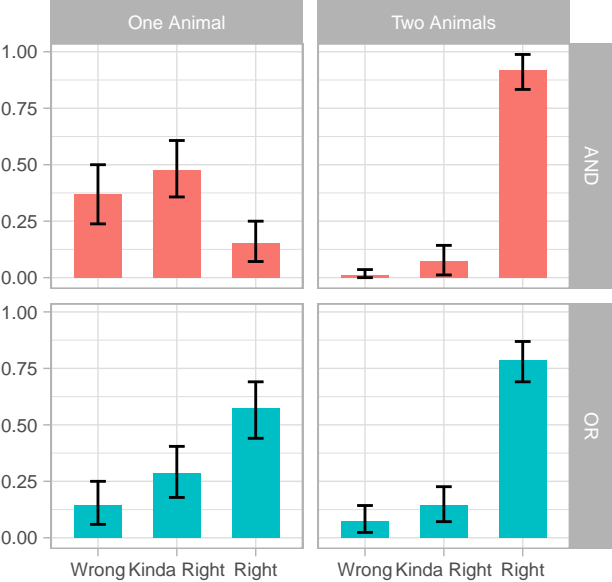 One Animal Two Animals
1.00
0.75
0.50
0.25
0.00
AND
1.00
0.75
0.50
0.25
0.00
OR
Wrong Kinda Right Right Wrong Kinda Right Right